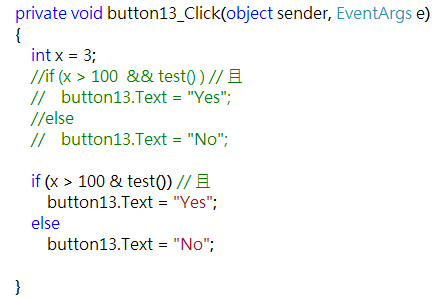 private void button13_Click(object sender, EventArgs e)
{
int x = 3;
//if (x > 100  && test() ) // 且
//    button13.Text = "Yes";
//else
//    button13.Text = "No";
if (x > 100 & test()) // 且
button13.Text = "Yes";
else
button13.Text = "No";
}